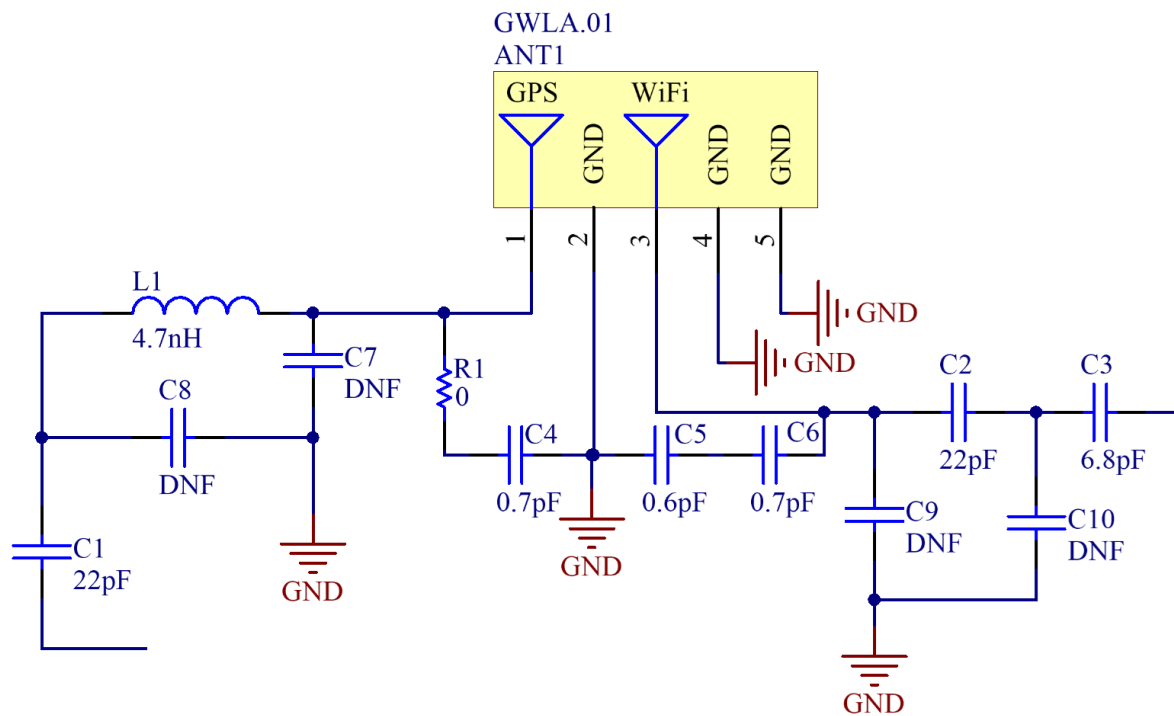 GWLA.01
ANT1
GPS
WiFi
GND
GND
GND
1
2
3
4
5
L1
4.7nH
GND
GND
C7
DNF
R1
0
C8
DNF
C4
0.7pF
C5
0.6pF
C6
0.7pF
C2
22pF
C3
6.8pF
C1
22pF
GND
GND
C9
DNF
C10
DNF
GND